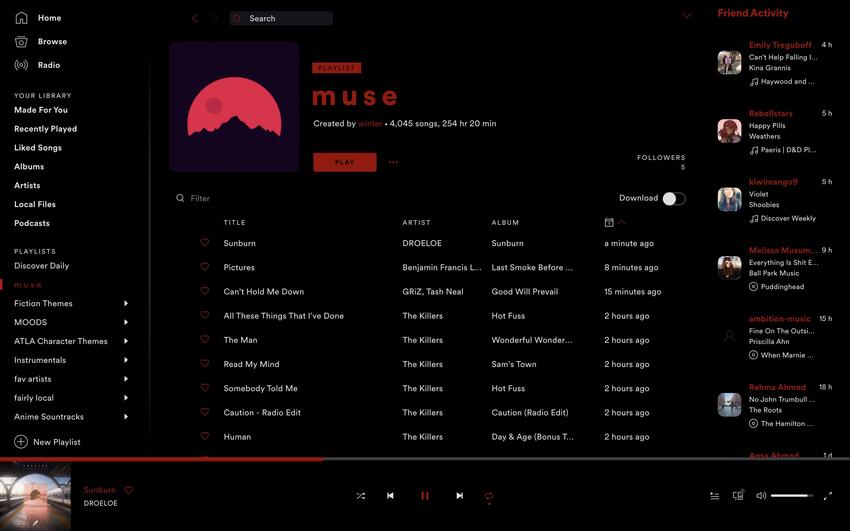 Home
Browse
Radio
YOUR LIBRARY
Made For You
Recently Played
Liked Songs
Albums
Artists
Local Files
Podcasts
PLAYLISTS
Discover Daily
muse
Fiction Themes
MOODS
ATLA Character Themes
Instrumentals
fav artists
fairly local
Anime Sountracks
New Playlist
Search
PLAYLIST
muse
Created by winter • 4,045 songs, 254 hr 20 min
PLAY
FOLLOWERS
5
Filter
Download
TITLE ARTIST ALBUM
Sunburn DROELOE Sunburn a minute ago
Pictures Benjamin Francis L... Last Smoke Before ... 8 minutes ago
Can't Hold Me Down GRiZ, Tash Neal Good Will Prevail 15 minutes ago
All These Things That I've Done The Killers Hot Fuss 2 hours ago
The Man The Killers Wonderful Wonder... 2 hours ago
Read My Mind The Killers Sam's Town 2 hours ago
Somebody Told Me The Killers Hot Fuss 2 hours ago
Caution - Radio Edit The Killers Caution (Radio Edit) 2 hours ago
Human The Killers Day & Age (Bonus T... 2 hours ago
Friend Activity
Emily Treguboff 4 h
Can't Help Falling I...
Kina Grannis
Haywood and ...
Rebellstars 5 h
Happy Pills
Weathers
Paeris | D&D Pl...
kiwimango9 5 h
Violet
Shoobies
Discover Weekly
Melissa Musum... 9 h
Everything Is Shit E...
Ball Park Music
Puddinghead
ambition-music 15 h
Fine On The Outsi...
Priscilla Ahn
When Marnie ...
Rehma Ahmed 18 h
No John Trumbull ...
The Roots
The Hamilton ...
Aqsa Ahmed 1 d
Sunburn
DROELOE